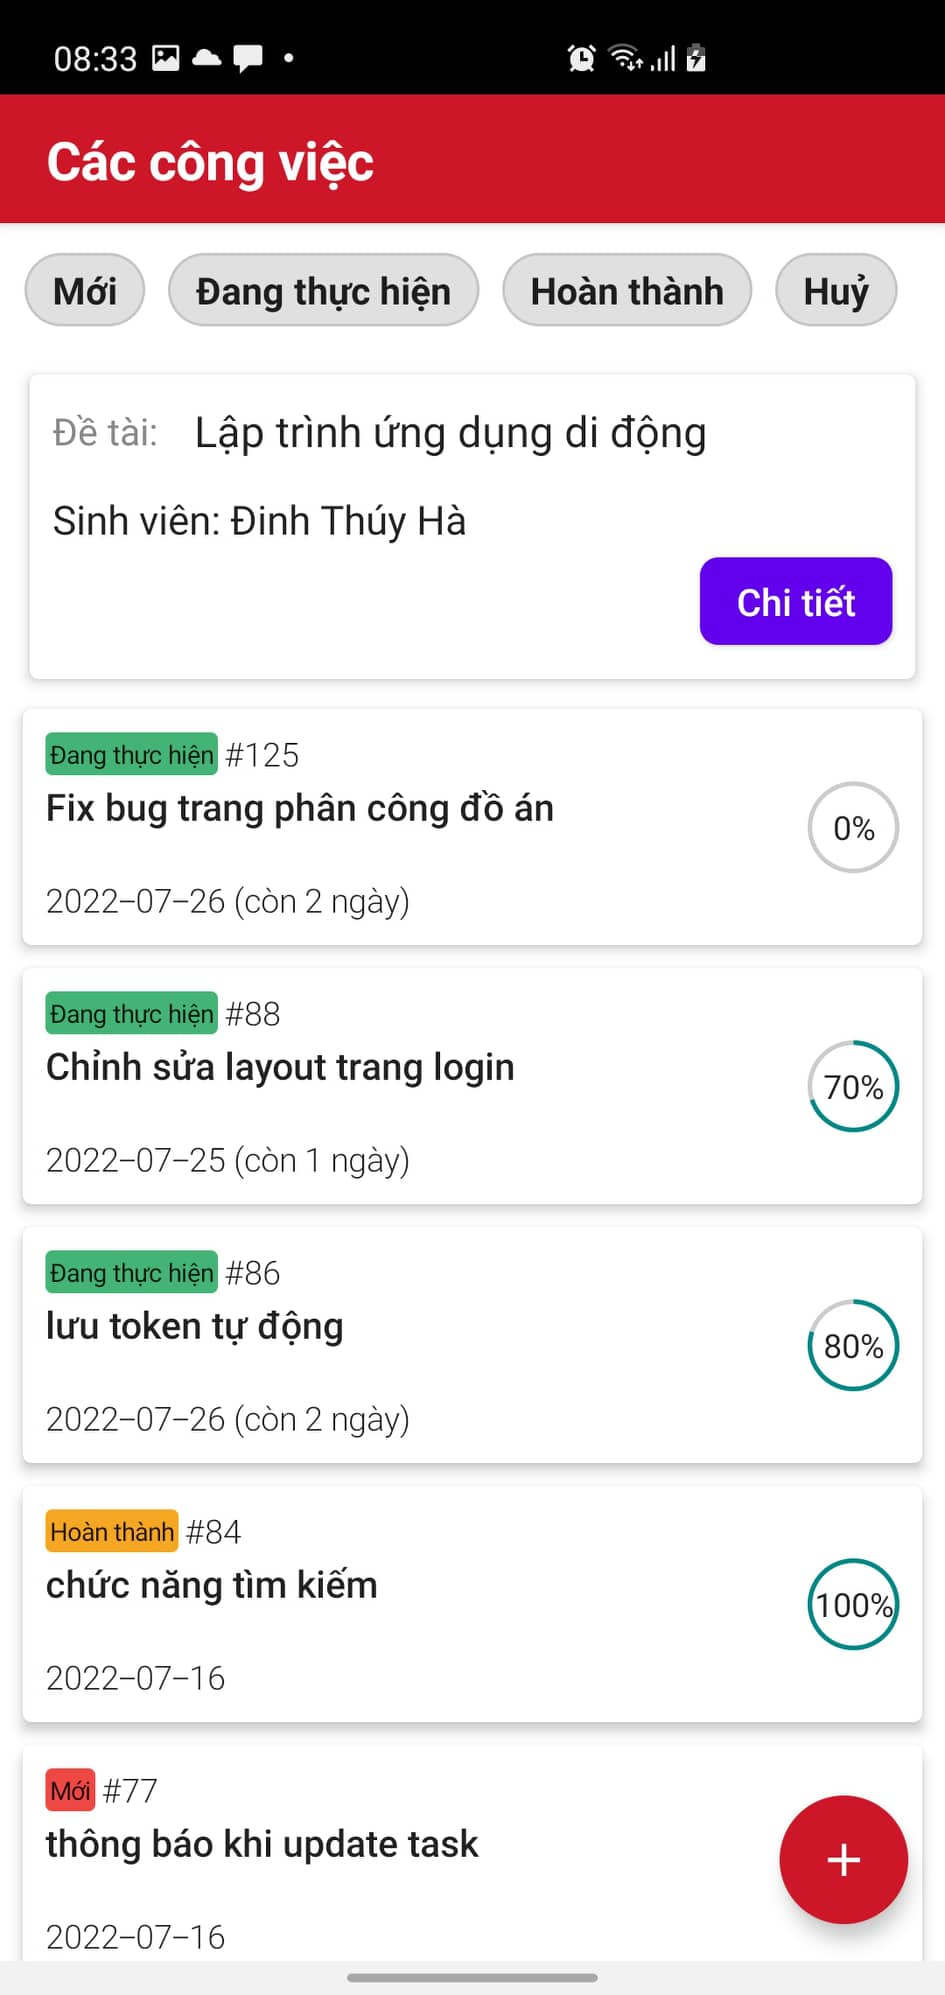 08:33
Các công việc
Mới Đang thực hiện Hoàn thành Huỷ
Đề tài: Lập trình ứng dụng di động
Sinh viên: Đinh Thúy Hà
Chi tiết
Đang thực hiện #125
Fix bug trang phân công đồ án
0%
2022-07-26 (còn 2 ngày)
Đang thực hiện #88
Chỉnh sửa layout trang login
70%
2022-07-25 (còn 1 ngày)
Đang thực hiện #86
lưu token tự động
80%
2022-07-26 (còn 2 ngày)
Hoàn thành #84
chức năng tìm kiếm
100%
2022-07-16
Mới #77
thông báo khi update task
+
2022-07-16